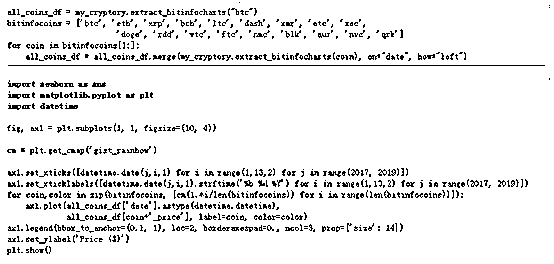 all_coins_df = my_cryptory.extract_bitinfocharts("btc")
bitinfocoins = ['btc', 'eth', 'xrp', 'bch', 'ltc', 'dash', 'xmr', 'etc', 'zec',
'doge', 'rdd', 'vtc', 'ftc', 'nmc', 'blk', 'aur', 'nvc', 'qrk']
for coin in bitinfocoins[1:]:
all_coins_df = all_coins_df.merge(my_cryptory.extract_bitinfocharts(coin), on="date", how="left")
import seaborn as sns
import matplotlib.pyplot as plt
import datetime
fig, ax1 = plt.subplots(1, 1, figsize=(10, 4))
cm = plt.get_cmap('gist_rainbow')
ax1.set_xticks([datetime.date(j,i,1) for i in range(1,13,2) for j in range(2017, 2019)])
ax1.set_xticklabels([datetime.date(j,i,1).strftime('%b %d %Y') for i in range(1,13,2) for j in range(2017, 2019)])
for coin, color in zip(bitinfocoins, [cm(1.*i/len(bitinfocoins)) for i in range(len(bitinfocoins))]):
ax1.plot(all_coins_df['date'].astype(datetime.datetime),
all_coins_df[coin+'_price'], label=coin, color=color)
ax1.legend(bbox_to_anchor=(0.1, 1), loc=2, borderaxespad=0., ncol=3, prop={'size': 14})
ax1.set_ylabel('Price ($)')
plt.show()